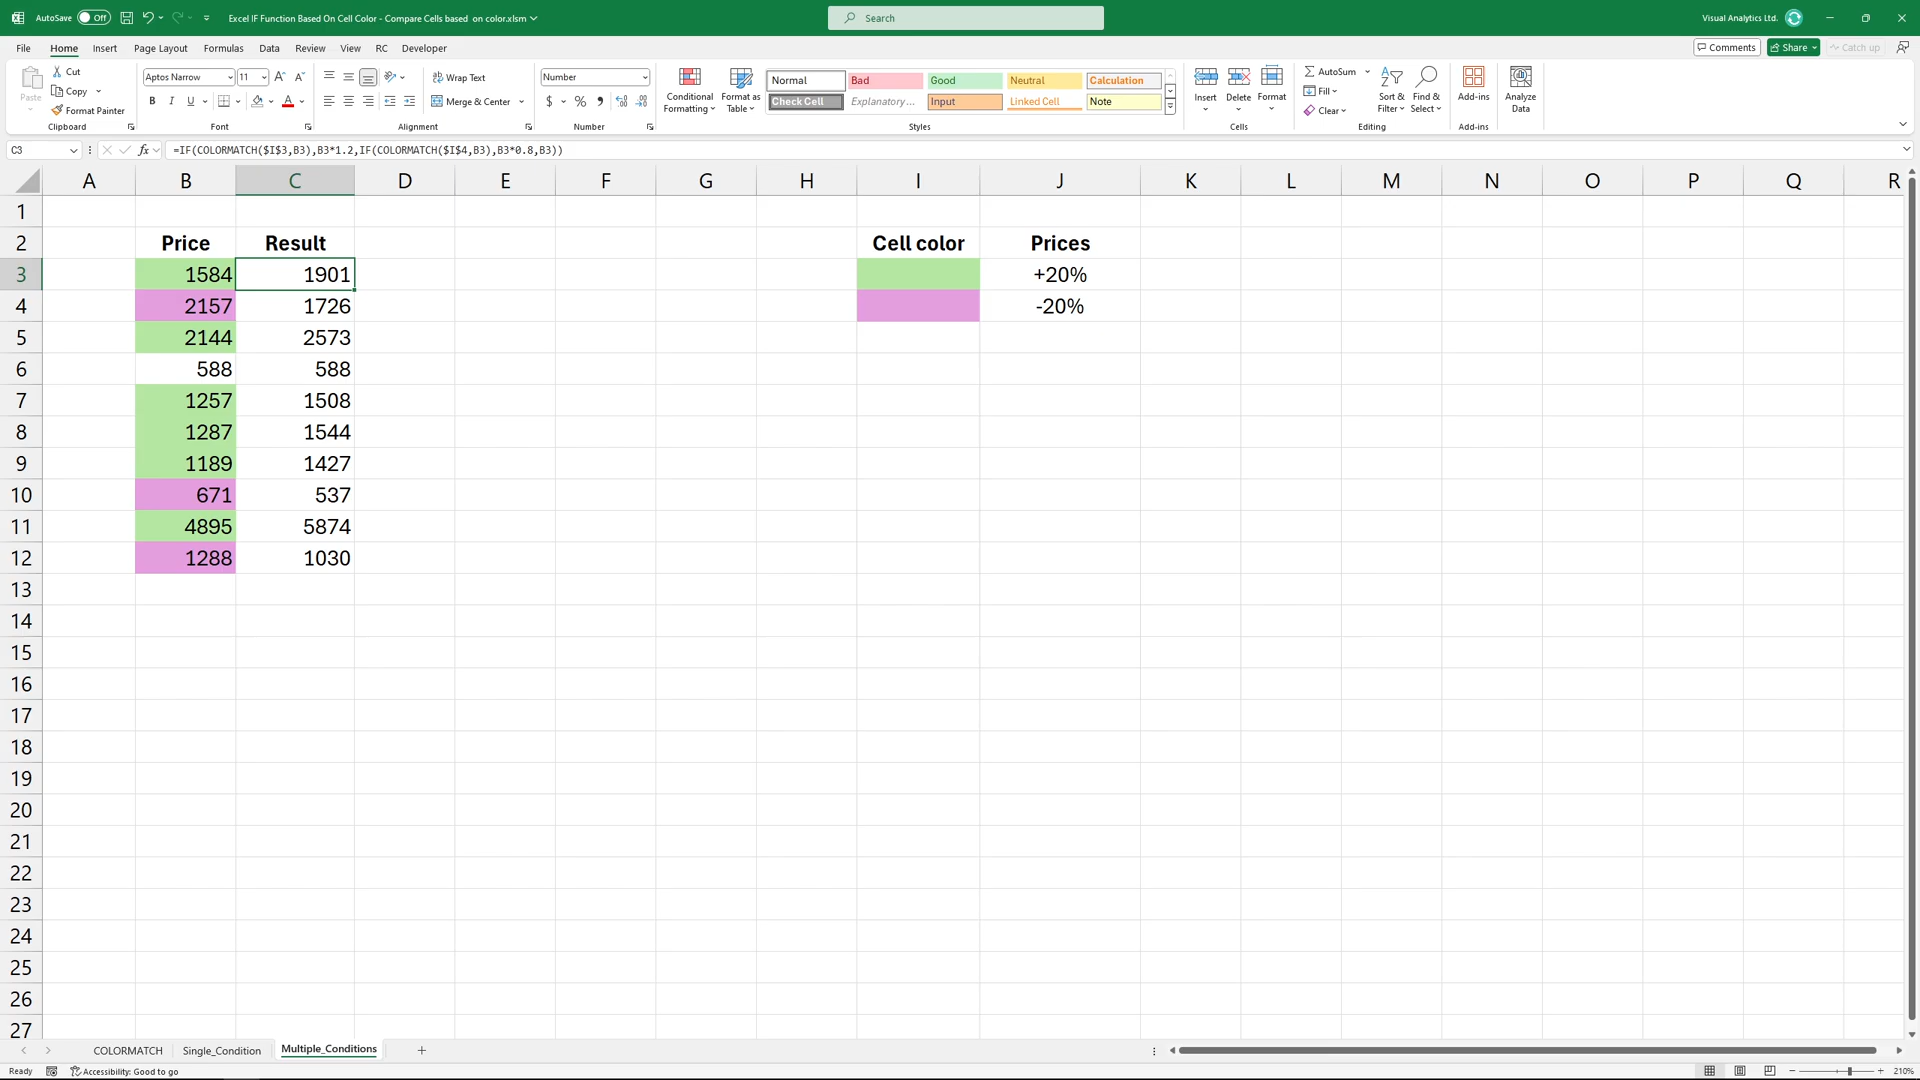 AutoSave Off Excel IF Function Based On Cell Color - Compare Cells based on color.xlsm Search Visual Analytics Ltd.
File Home Insert Page Layout Formulas Data Review View RC Developer Comments Share Catch up
Paste Cut Copy Format Painter Clipboard
Aptos Narrow 11 B I U A Font
Wrap Text Merge & Center Alignment
Number $ % Number
Conditional Formatting Format as Table
Normal Bad Good Neutral Calculation
Check Cell Explanatory... Input Linked Cell Note
Styles
Insert Delete Format Cells
AutoSum Fill Clear Sort & Filter Find & Select Editing
Add-ins Add-ins
Analyze Data
C3 fx =IF(COLORMATCH($I$3,B3),B3*1.2,IF(COLORMATCH($I$4,B3),B3*0.8,B3))
A B C D E F G H I J K L M N O P Q R
1
2 Price Result Cell color Prices
3 1584 1901 +20%
4 2157 1726 -20%
5 2144 2573
6 588 588
7 1257 1508
8 1287 1544
9 1189 1427
10 671 537
11 4895 5874
12 1288 1030
13
14
15
16
17
18
19
20
21
22
23
24
25
26
27
COLORMATCH Single_Condition Multiple_Conditions
Ready Accessibility: Good to go 210%